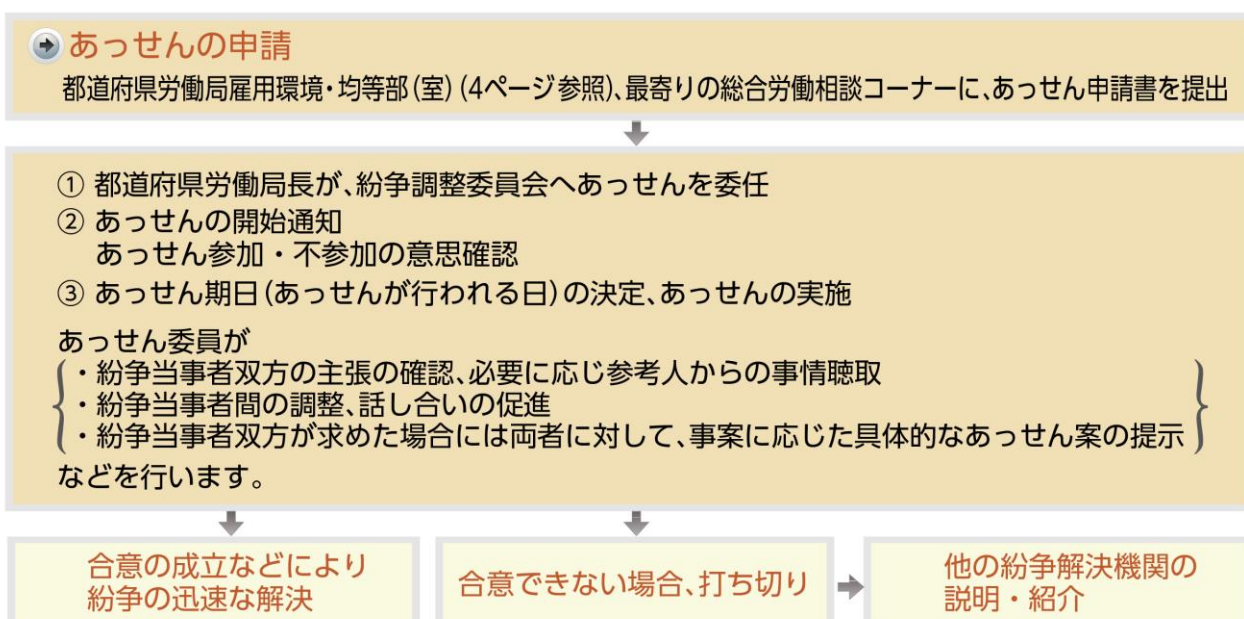 あっせんの申請
都道府県労働局雇用環境・均等部(室)(4ページ参照)、最寄りの総合労働相談コーナーに、あっせん申請書を提出
① 都道府県労働局長が、紛争調整委員会へあっせんを委任
② あっせんの開始通知
あっせん参加・不参加の意思確認
③ あっせん期日(あっせんが行われる日)の決定、あっせんの実施
あっせん委員が
・紛争当事者双方の主張の確認、必要に応じ参考人からの事情聴取
・紛争当事者間の調整、話し合いの促進
・紛争当事者双方が求めた場合には両者に対して、事案に応じた具体的なあっせん案の提示
などを行います。
合意の成立などにより
紛争の迅速な解決
合意できない場合、打ち切り
他の紛争解決機関の
説明・紹介